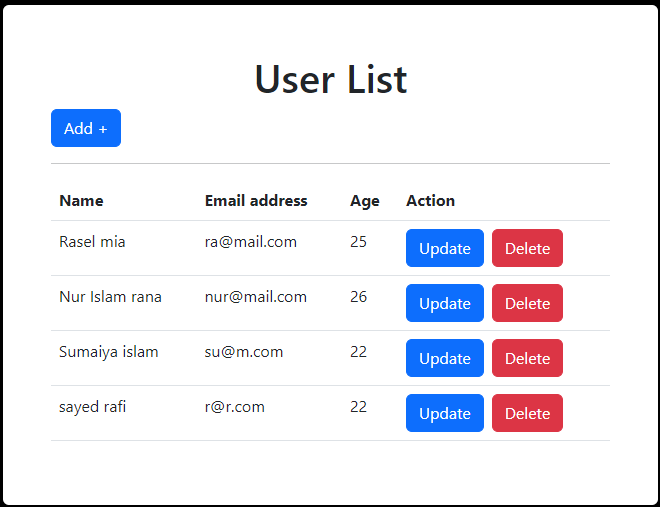 User List
Add +
Name Email address Age Action
Rasel mia ra@mail.com 25 Update Delete
Nur Islam rana nur@mail.com 26 Update Delete
Sumaiya islam su@m.com 22 Update Delete
sayed rafi r@r.com 22 Update Delete